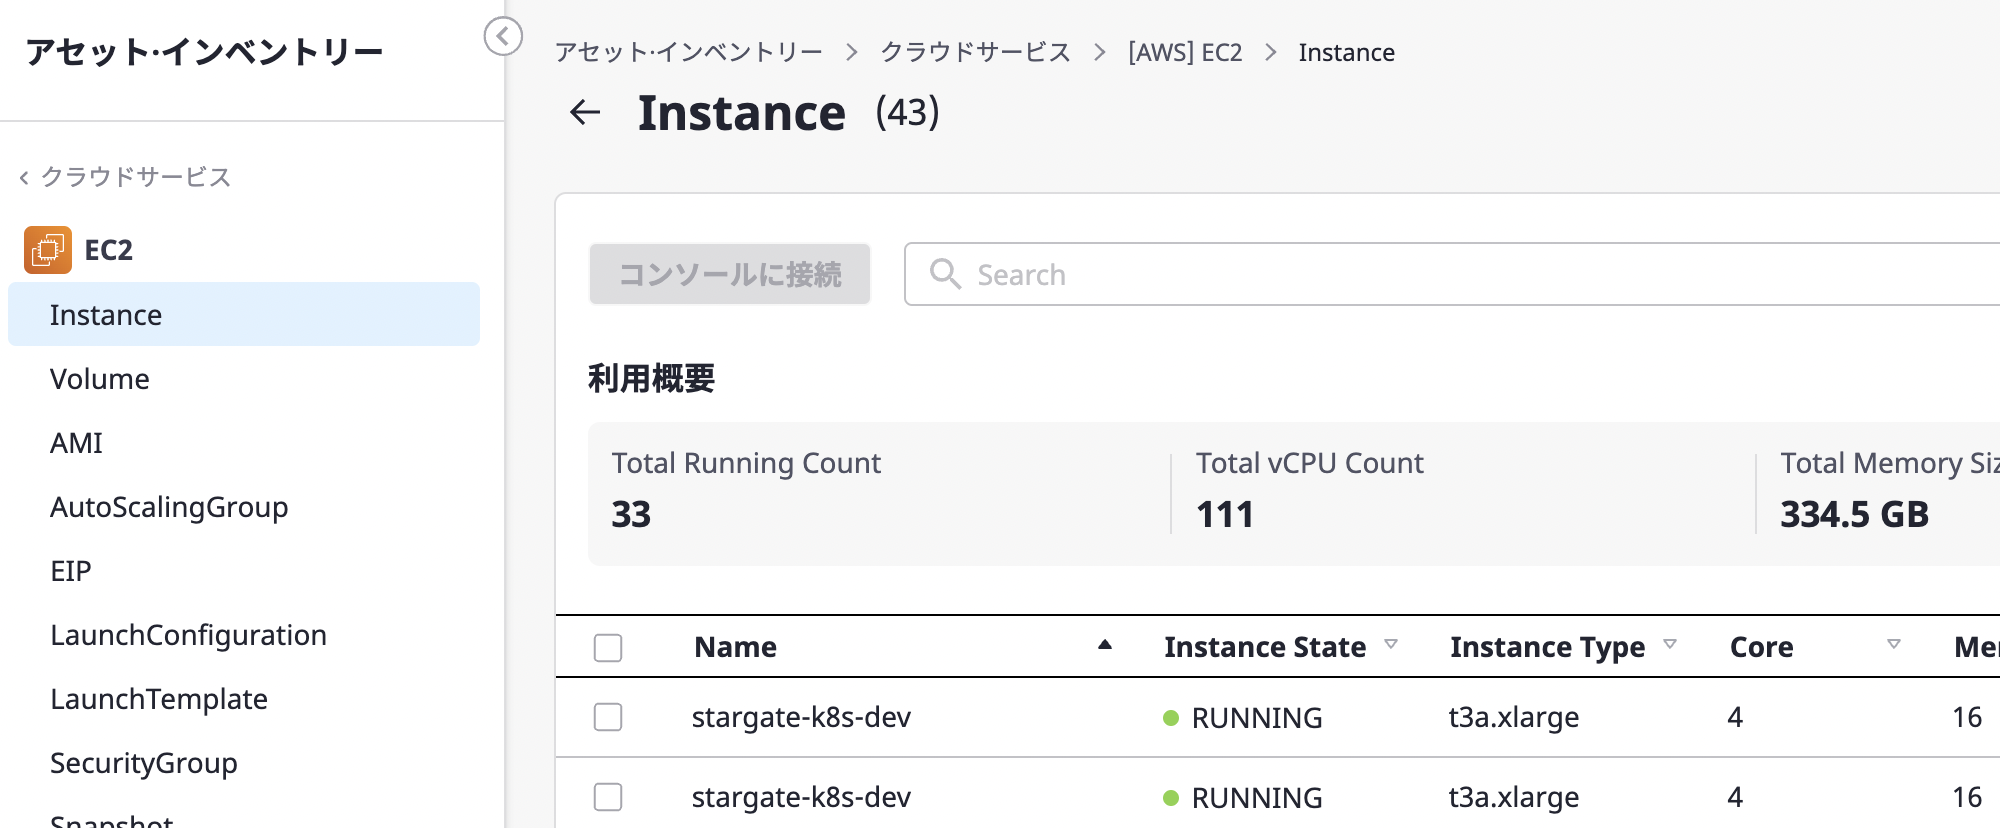 アセット·インベントリー
クラウドサービス
EC2
Instance
Volume
AMI
AutoScalingGroup
EIP
LaunchConfiguration
LaunchTemplate
SecurityGroup
Snapshot
アセット·インベントリー > クラウドサービス > [AWS] EC2 > Instance
Instance (43)
コンソールに接続
Search
利用概要
Total Running Count
33
Total vCPU Count
111
Total Memory Siz
334.5 GB
Name Instance State Instance Type Core Me
stargate-k8s-dev RUNNING t3a.xlarge 4 16
stargate-k8s-dev RUNNING t3a.xlarge 4 16